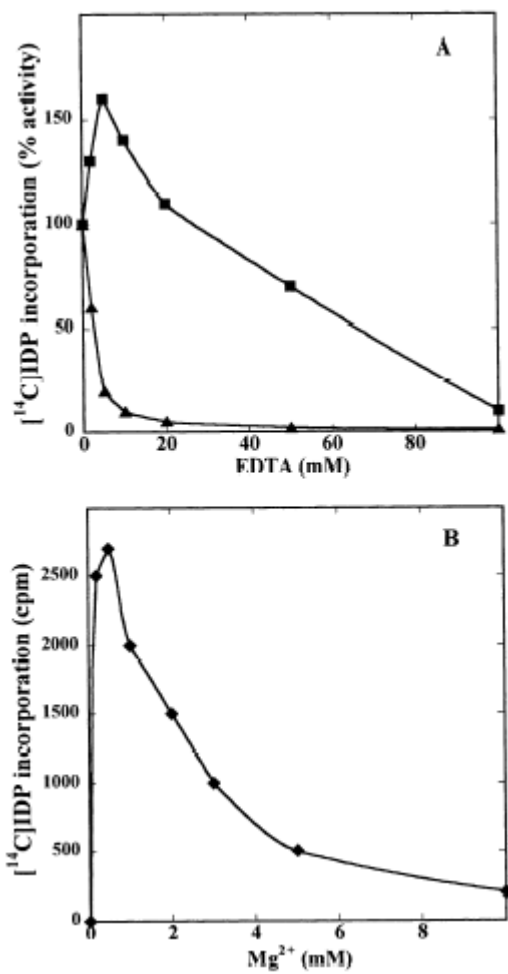 A
[¹⁴C]IDP incorporation (% activity)
150
100
50
0
0 20 40 60 80
EDTA (mM)
B
[¹⁴C]IDP incorporation (cpm)
2500
2000
1500
1000
500
0
0 2 4 6 8
Mg²⁺ (mM)